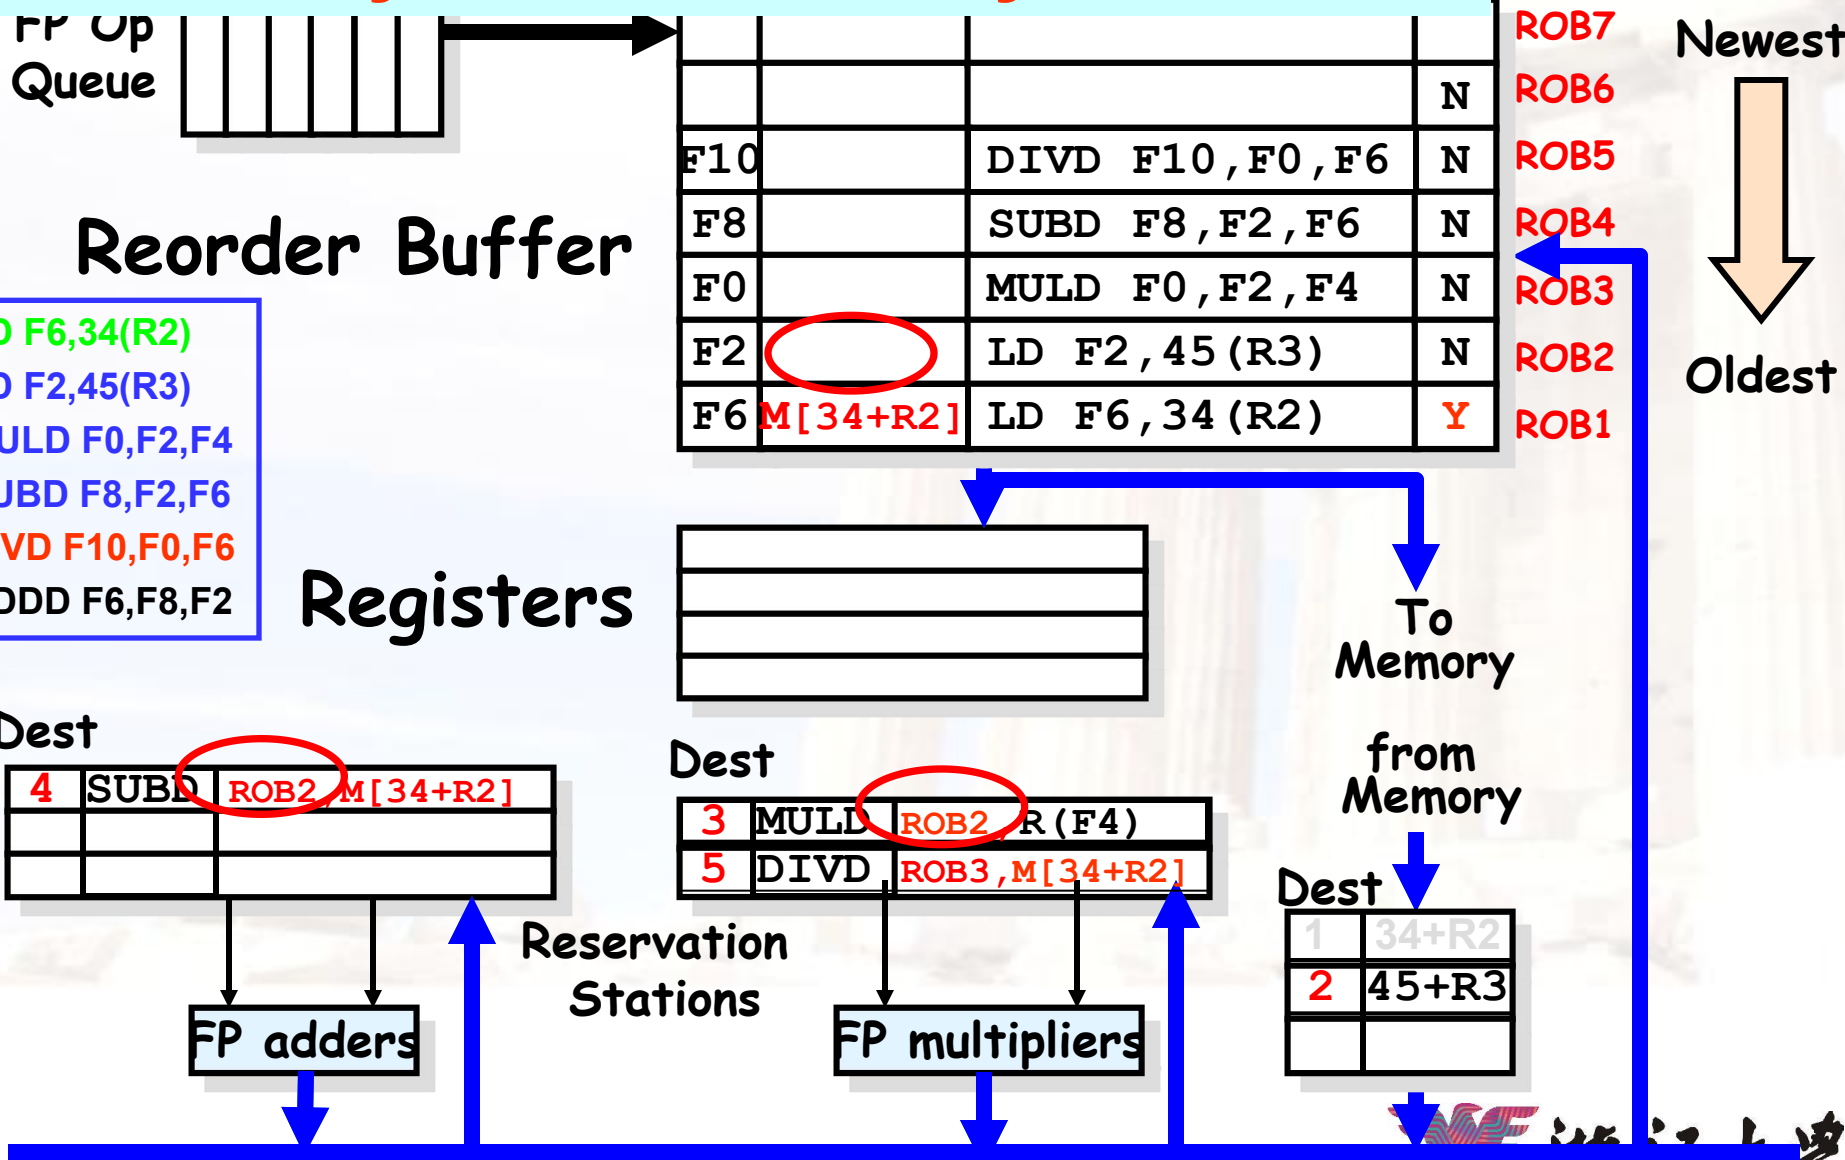 FP Op
Queue
ROB7
Newest
N
ROB6
F10 DIVD F10,F0,F6 N ROB5
Reorder Buffer
F8 SUBD F8,F2,F6 N ROB4
F0 MULD F0,F2,F4 N ROB3
F2 LD F2,45(R3) N ROB2
F6 M[34+R2] LD F6,34(R2) Y ROB1
Oldest
D F6,34(R2)
D F2,45(R3)
ULD F0,F2,F4
UBD F8,F2,F6
VD F10,F0,F6
DDD F6,F8,F2
Registers
To
Memory
from
Memory
Dest
4 SUBD ROB2,M[34+R2]
Dest
3 MULD ROB2,R(F4)
5 DIVD ROB3,M[34+R2]
Dest
1 34+R2
2 45+R3
Reservation
Stations
FP adders
FP multipliers